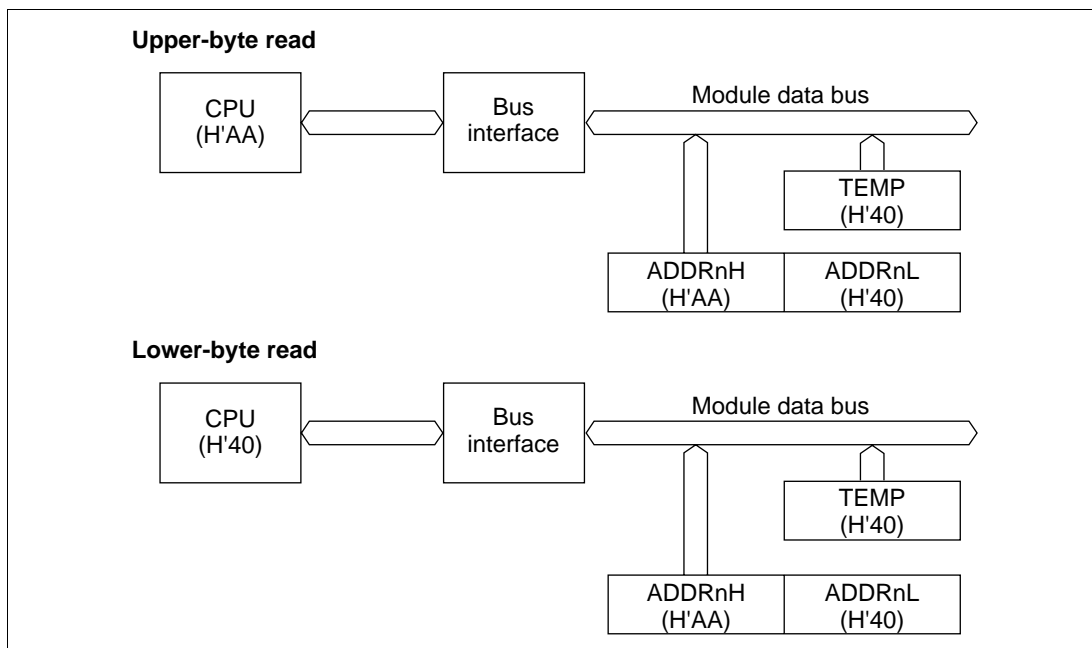 Upper-byte read
CPU
(H'AA)
Bus
interface
Module data bus
TEMP
(H'40)
ADDRnH
(H'AA)
ADDRnL
(H'40)
Lower-byte read
CPU
(H'40)
Bus
interface
Module data bus
TEMP
(H'40)
ADDRnH
(H'AA)
ADDRnL
(H'40)